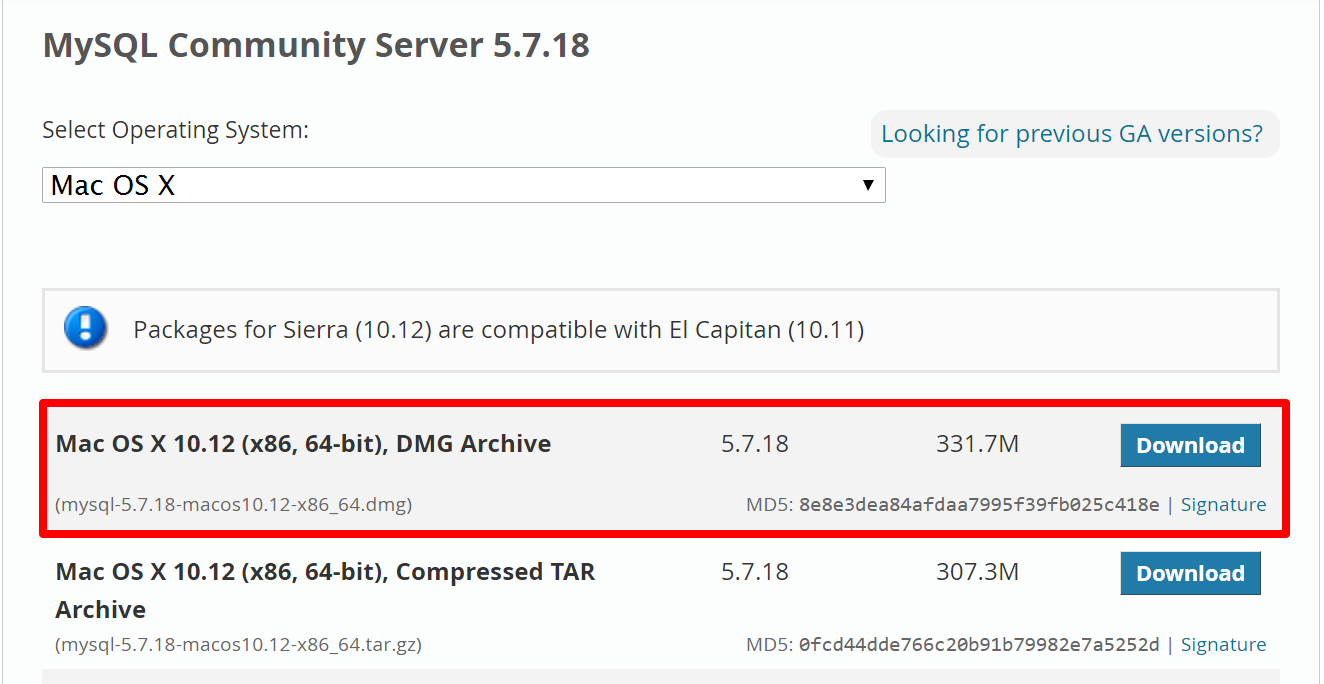 MySQL Community Server 5.7.18
Select Operating System:
Looking for previous GA versions?
Mac OS X
Packages for Sierra (10.12) are compatible with El Capitan (10.11)
Mac OS X 10.12 (x86, 64-bit), DMG Archive 5.7.18 331.7M Download
(mysql-5.7.18-macos10.12-x86_64.dmg) MD5: 8e8e3dea84afdaa7995f39fb025c418e | Signature
Mac OS X 10.12 (x86, 64-bit), Compressed TAR 5.7.18 307.3M Download
Archive
(mysql-5.7.18-macos10.12-x86_64.tar.gz) MD5: 0fcd44dde766c20b91b79982e7a5252d | Signature